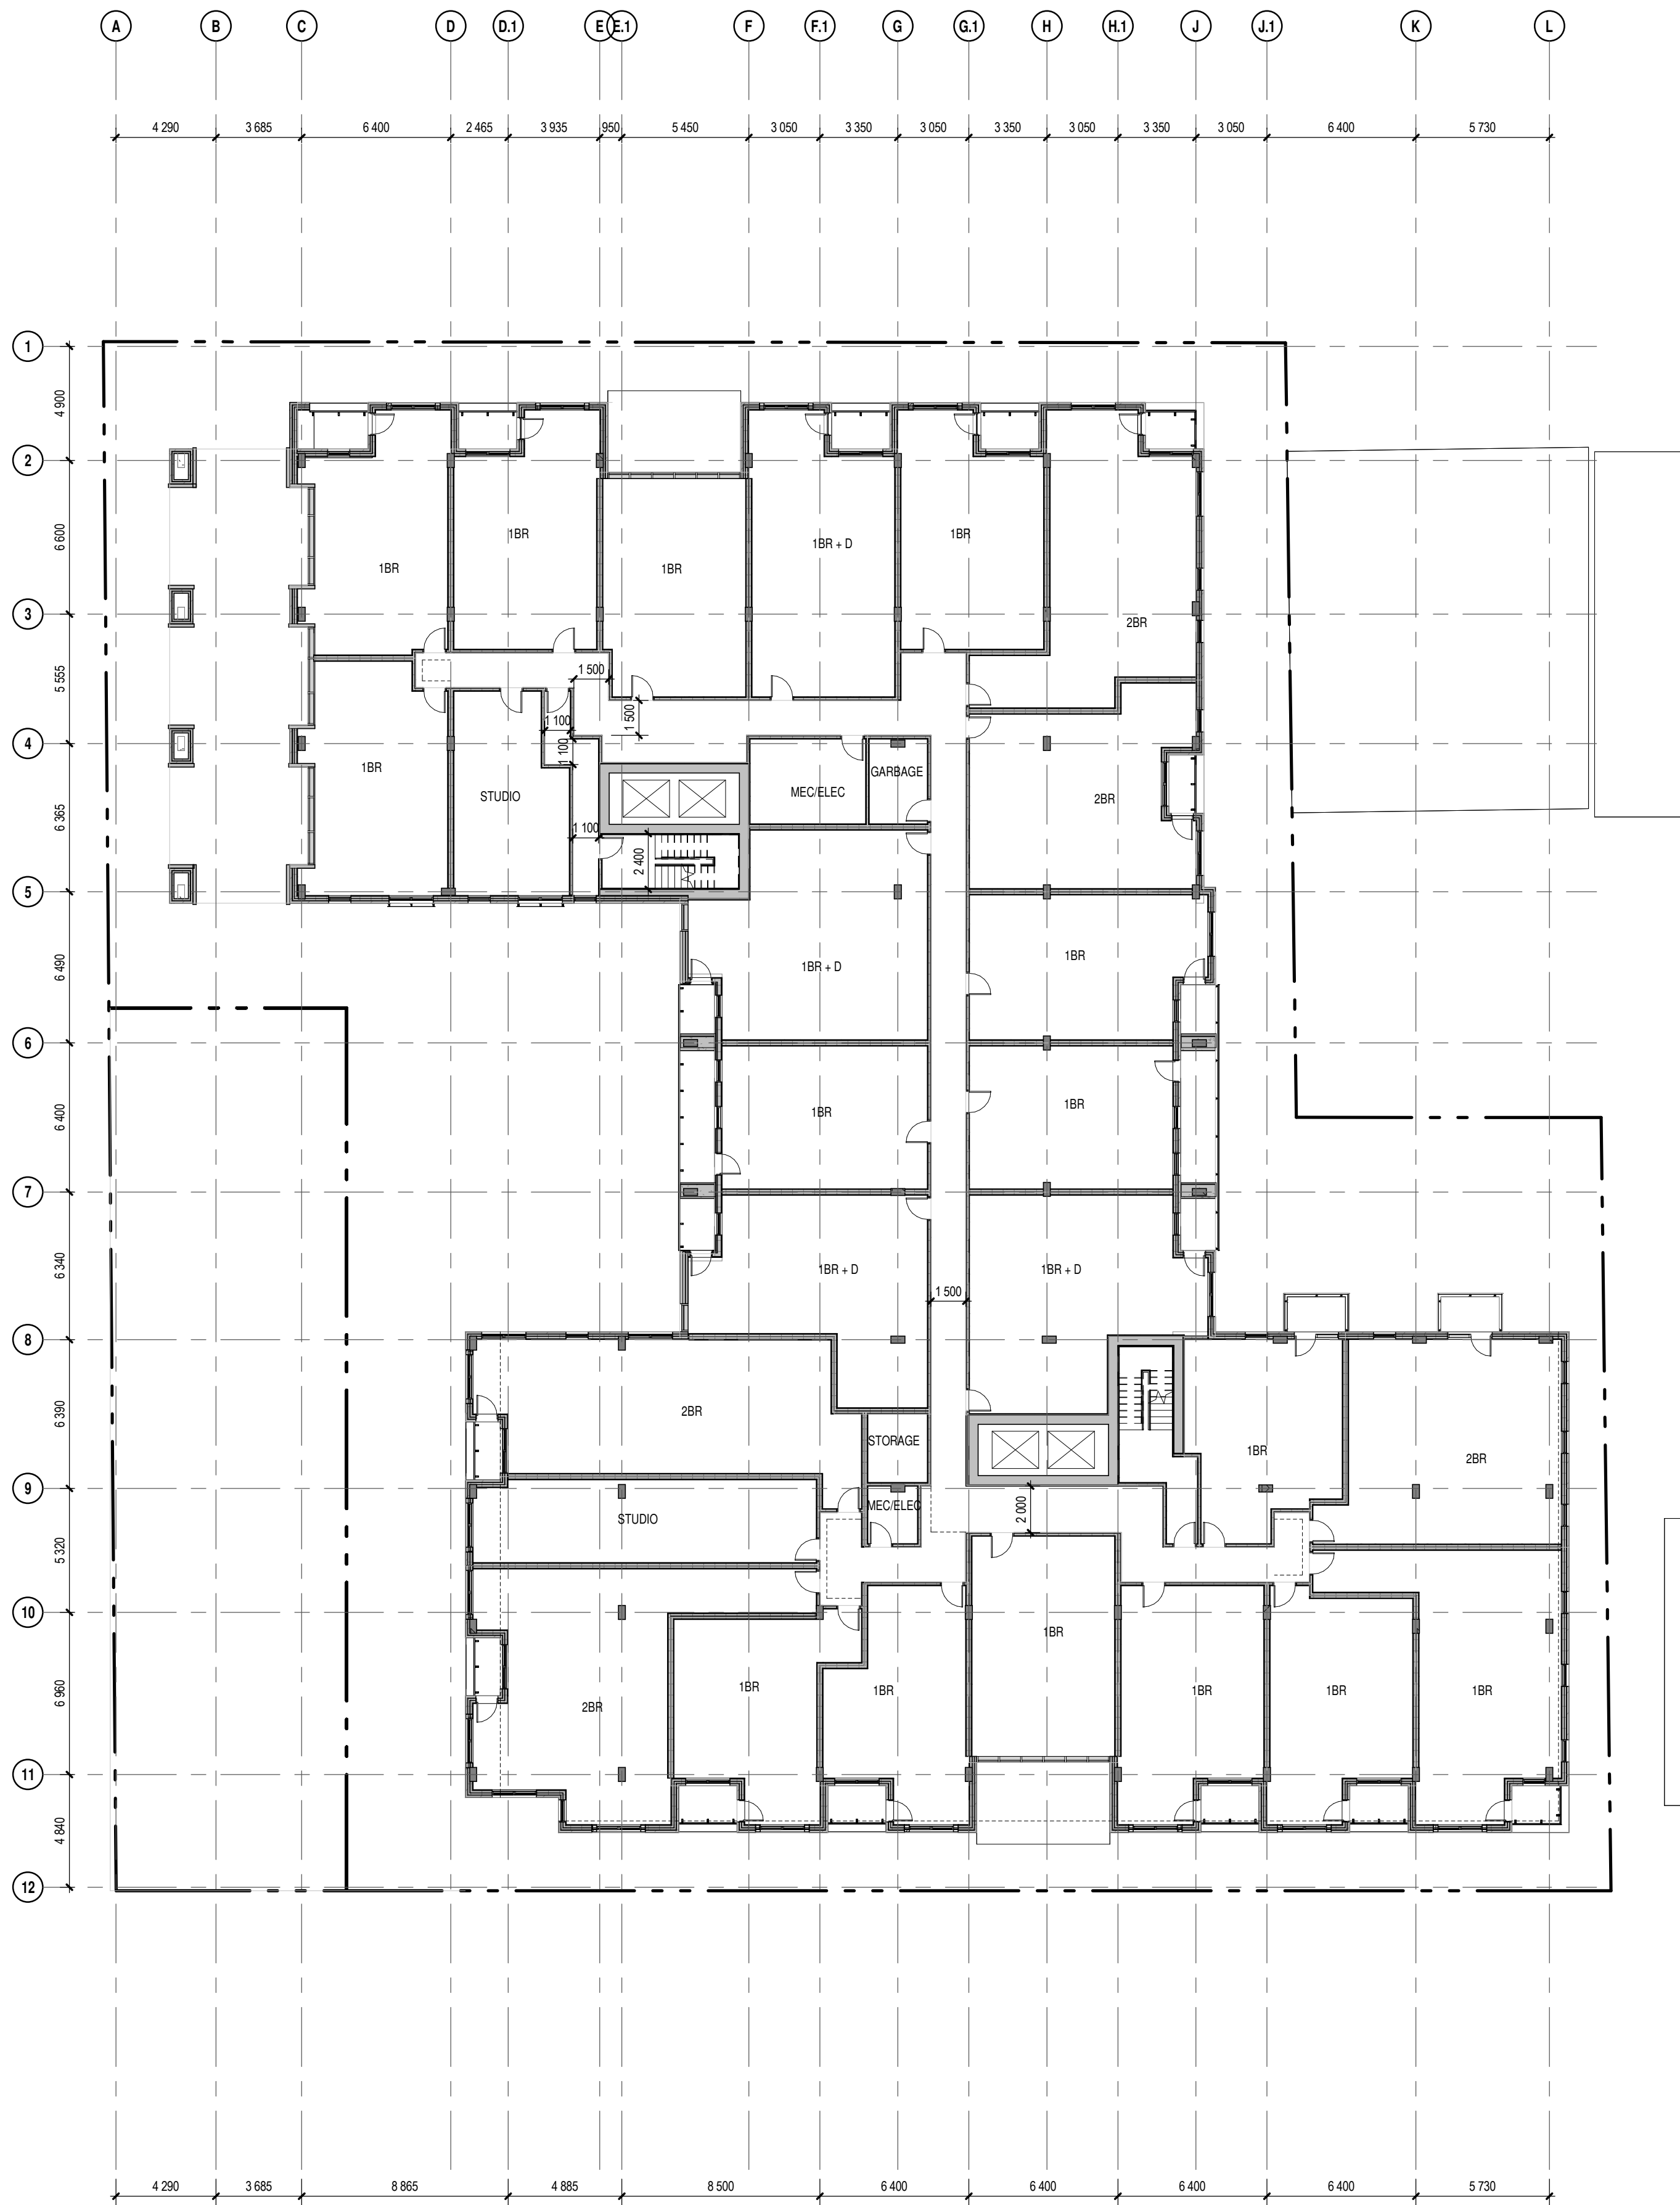 A B C D D.1 E E.1 F F.1 G G.1 H H.1 J J.1 K L
4 290 3 685 6 400 2 465 3 935 950 5 450 3 050 3 350 3 050 3 350 3 050 3 350 3 050 6 400 5 730
1
4 900
2
6 600
1BR 1BR + D 1BR
1BR 1BR
3
2BR
5 555
1 500
1 500
1 100
4
1 100
GARBAGE
MEC/ELEC
1BR
STUDIO 2BR
6 365
1 100
2 400
5
6 490
1BR
1BR + D
6
6 400
1BR 1BR
7
6 340
1BR + D 1BR + D
1 500
8
6 390
2BR
STORAGE
1BR
2BR
9
MEC/ELEC
2 000
STUDIO
5 320
10
1BR
6 960
1BR
1BR 1BR 1BR 1BR
2BR
11
4 840
12
4 290 3 685 8 865 4 885 8 500 6 400 6 400 6 400 6 400 5 730